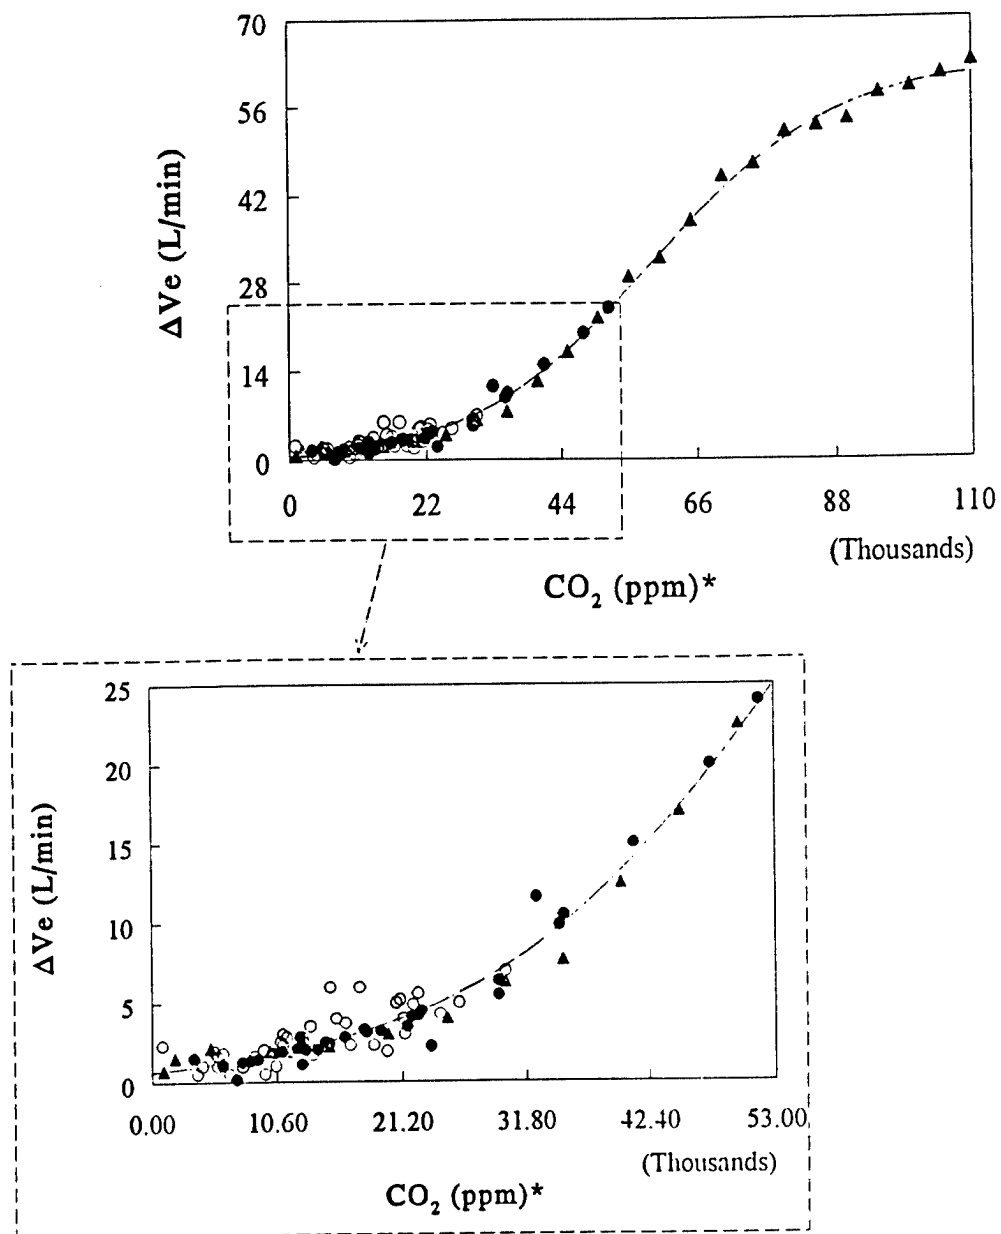 70
56
42
28
14
0
ΔVe (L/min)
0 22 44 66 88 110
(Thousands)
CO₂ (ppm)*
25
20
15
10
5
0
ΔVe (L/min)
0.00 10.60 21.20 31.80 42.40 53.00
(Thousands)
CO₂ (ppm)*